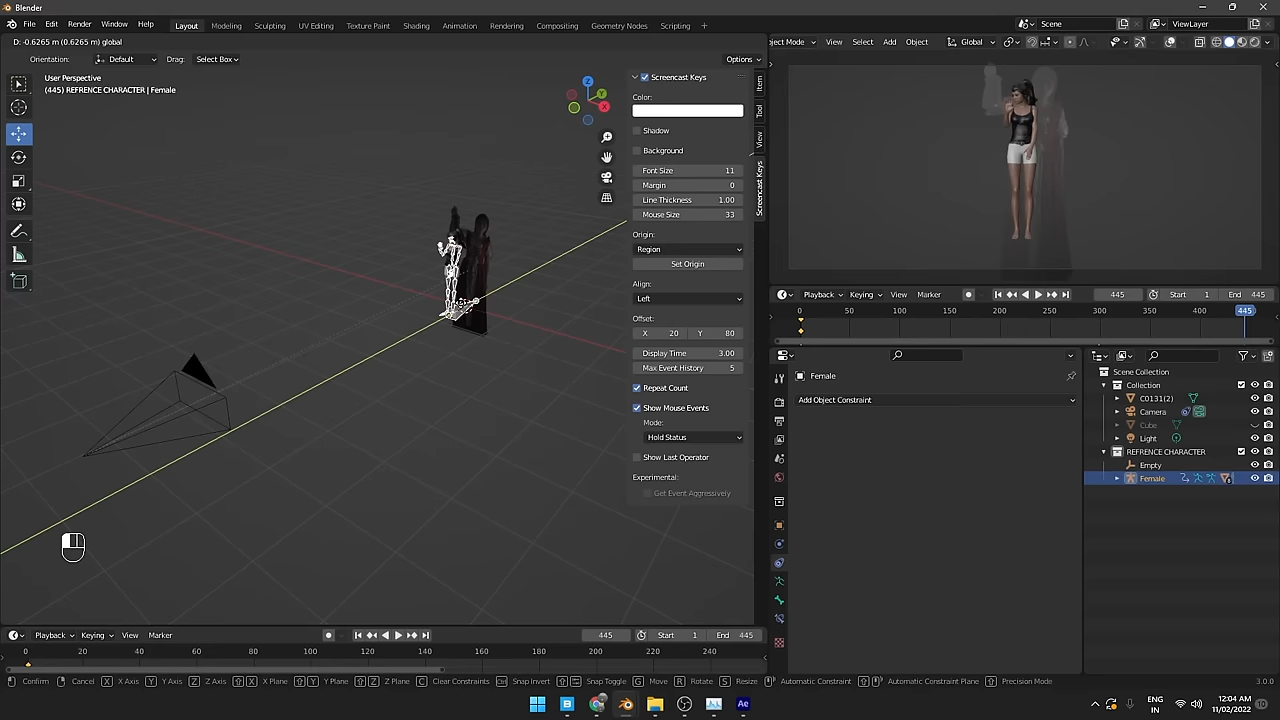 Blender
File Edit Render Window Help Layout Modeling Sculpting UV Editing Texture Paint Shading Animation Rendering Compositing Geometry Nodes Scripting + Scene ViewLayer
D: -0.6265 m (0.6265 m) global
ject Mode View Select Add Object Global
Orientation: Default Drag: Select Box Options
User Perspective
(445) REFRENCE CHARACTER | Female
Z
Y
X
Screencast Keys
Color:
Shadow
Background
Font Size 11
Margin 0
Line Thickness 1.00
Mouse Size 33
Origin:
Region
Set Origin
Align:
Left
Offset:
X 20 Y 80
Display Time 3.00
Max Event History 5
Repeat Count
Show Mouse Events
Mode:
Hold Status
Show Last Operator
Experimental:
Get Event Aggressively
Item
Tool
View
Screencast Keys
Playback Keying View Marker 445 Start 1 End 445
0 50 100 150 200 250 300 350 400 445
Female
Add Object Constraint
Scene Collection
Collection
C0131(2)
Camera
Cube
Light
REFRENCE CHARACTER
Empty
Female
Playback Keying View Marker 445 Start 1 End 445
0 20 40 60 80 100 120 140 160 180 200 220 240
Confirm Cancel X X Axis Y Y Axis Z Z Axis X X Plane Y Y Plane Z Z Plane C Clear Constraints Snap Invert Snap Toggle G Move R Rotate S Resize Automatic Constraint Automatic Constraint Plane Precision Mode 3.0.0
Ae
ENG
IN
12:04 AM
11/02/2022